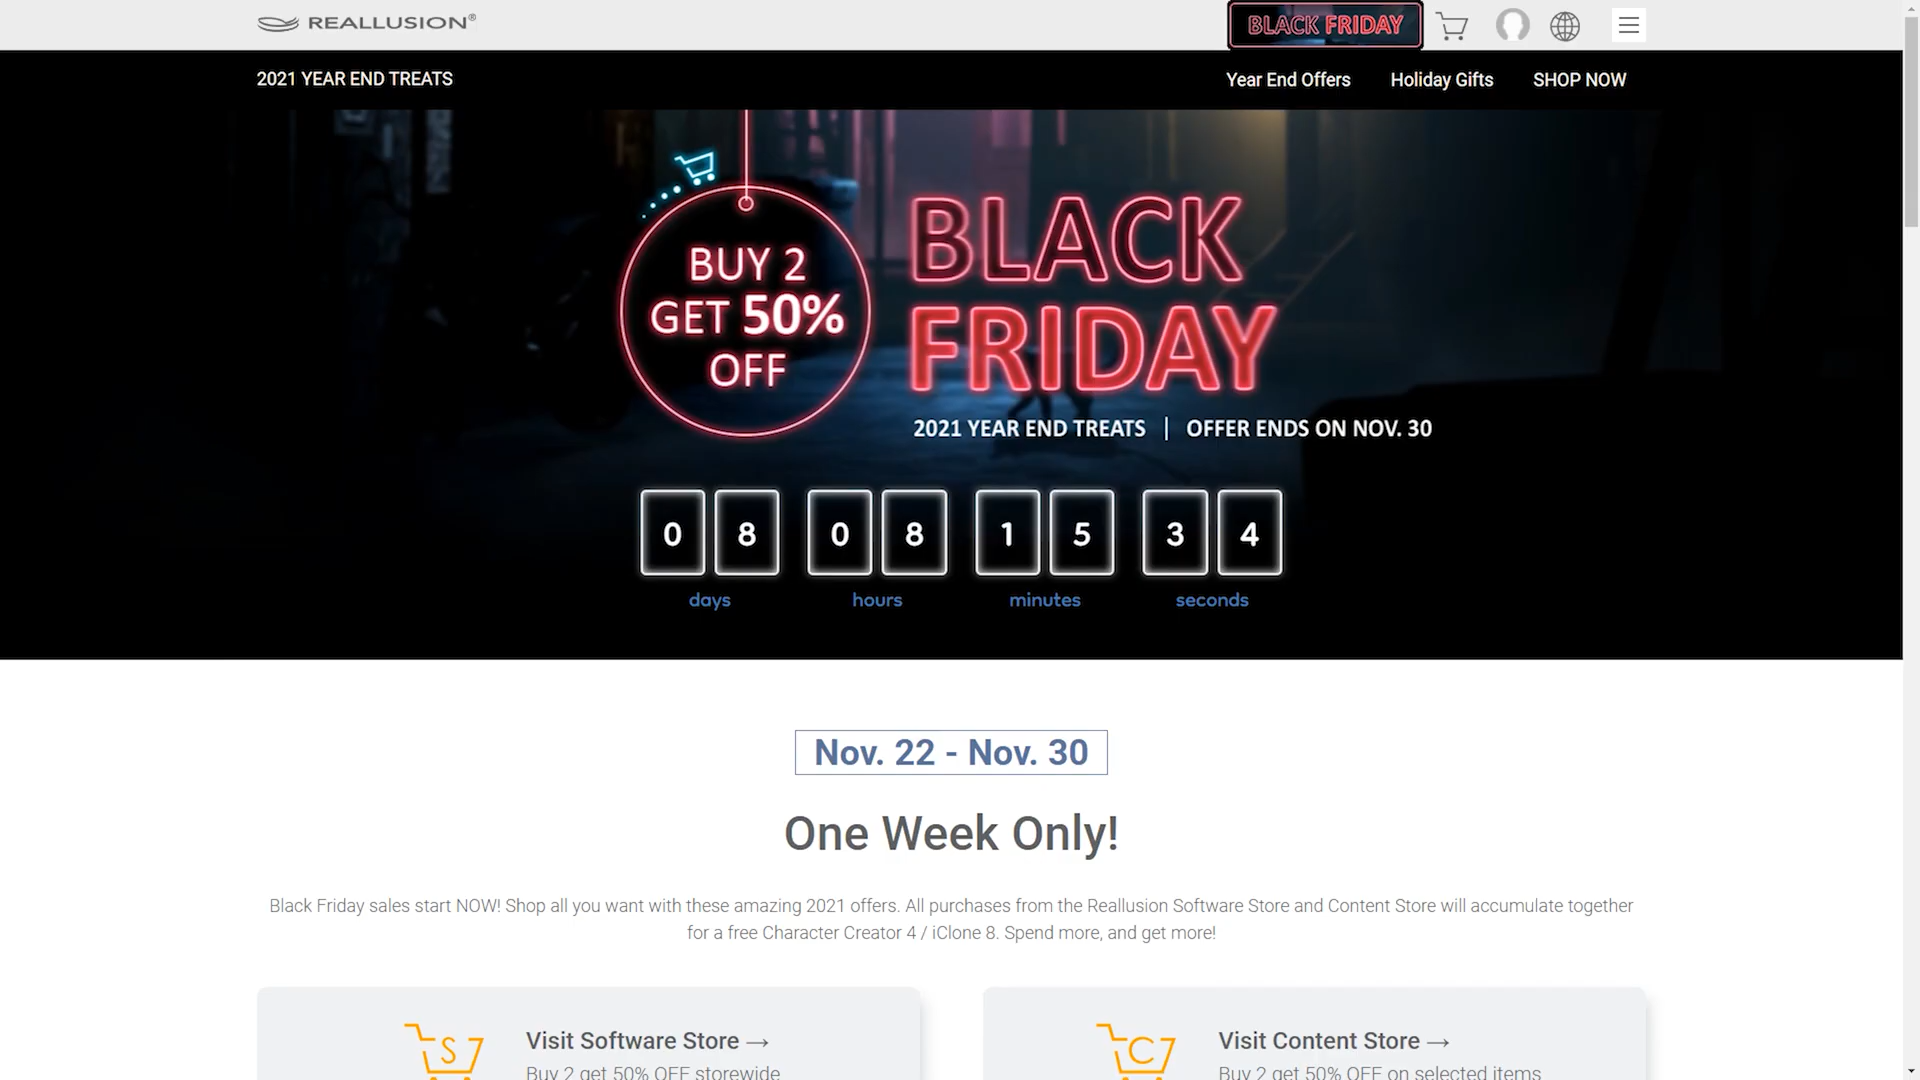 REALLUSION®
BLACK FRIDAY
2021 YEAR END TREATS
Year End Offers
Holiday Gifts
SHOP NOW
BUY 2
GET 50%
OFF
BLACK
FRIDAY
2021 YEAR END TREATS | OFFER ENDS ON NOV. 30
0 8 0 8 1 5 3 4
days hours minutes seconds
Nov. 22 - Nov. 30
One Week Only!
Black Friday sales start NOW! Shop all you want with these amazing 2021 offers. All purchases from the Reallusion Software Store and Content Store will accumulate together
for a free Character Creator 4 / iClone 8. Spend more, and get more!
S
Visit Software Store →
Buy 2 get 50% OFF storewide
C
Visit Content Store →
Buy 2 get 50% OFF on selected items